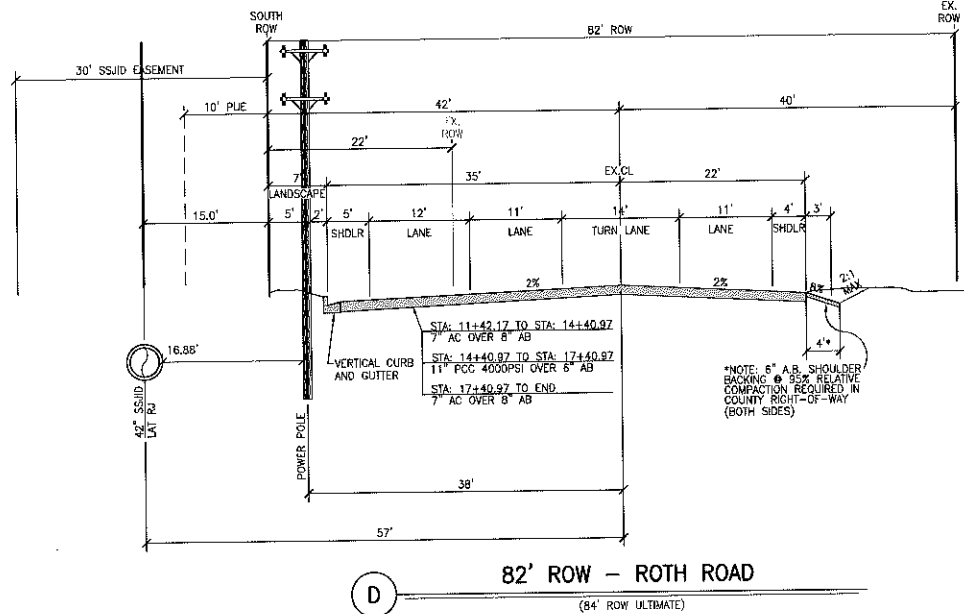 SOUTH
ROW
EX.
ROW
82' ROW
30' SSJID EASEMENT
10' PUE
42'
40'
EX.
ROW
22'
7'
LANDSCAPE
35'
EX.CL
22'
15.0'
5'
2'
5'
SHDLR
12'
LANE
11'
LANE
14'
TURN LANE
11'
LANE
4'
SHDLR
3'
2%
2%
8%
2:1
MAX
STA: 11+42.17 TO STA: 14+40.97
7" AC OVER 8" AB
STA: 14+40.97 TO STA: 17+40.97
11" PCC 4000PSI OVER 6" AB
STA: 17+40.97 TO END
7" AC OVER 8" AB
VERTICAL CURB
AND GUTTER
16.88'
4'*
*NOTE: 6" A.B. SHOULDER
BACKING @ 95% RELATIVE
COMPACTION REQUIRED IN
COUNTY RIGHT-OF-WAY
(BOTH SIDES)
42" SSJID
LAT RJ
POWER POLE
38'
57'
D
82' ROW - ROTH ROAD
(84' ROW ULTIMATE)